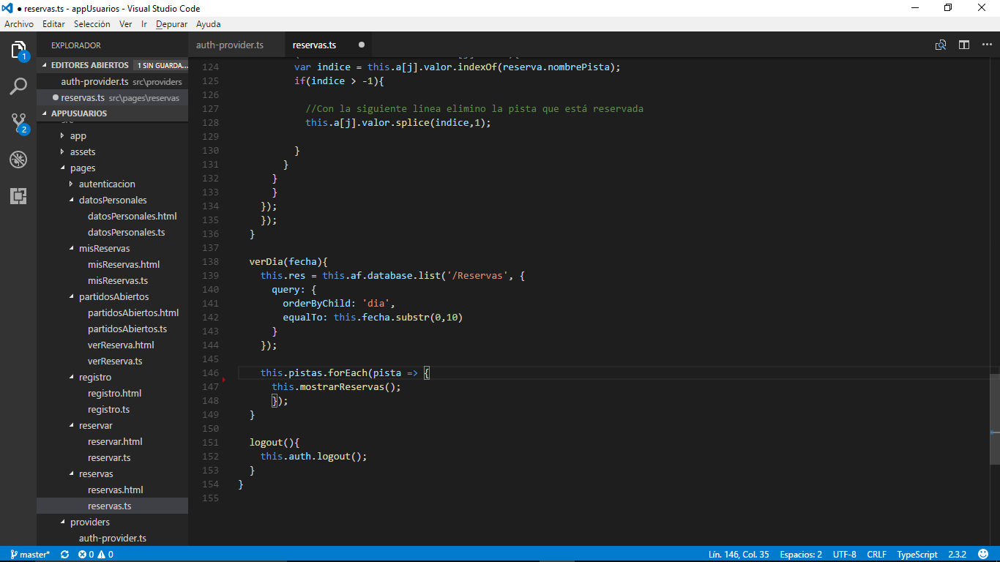 ● reservas.ts - appUsuarios - Visual Studio Code
Archivo Editar Selección Ver Ir Depurar Ayuda
EXPLORADOR
EDITORES ABIERTOS 1 SIN GUARDA...
auth-provider.ts src\providers
● reservas.ts src\pages\reservas
APPUSUARIOS
app
assets
pages
autenticacion
datosPersonales
datosPersonales.html
datosPersonales.ts
misReservas
misReservas.html
misReservas.ts
partidosAbiertos
partidosAbiertos.html
partidosAbiertos.ts
verReserva.html
verReserva.ts
registro
registro.html
registro.ts
reservar
reservar.html
reservar.ts
reservas
reservas.html
reservas.ts
providers
auth-provider.ts
1
2
auth-provider.ts reservas.ts ●
124 var indice = this.a[j].valor.indexOf(reserva.nombrePista);
125 if(indice > -1){
126
127 //Con la siguiente linea elimino la pista que está reservada
128 this.a[j].valor.splice(indice,1);
129
130 }
131 }
132 }
133 }
134 });
135 });
136 }
137
138 verDia(fecha){
139 this.res = this.af.database.list('/Reservas', {
140 query: {
141 orderByChild: 'dia',
142 equalTo: this.fecha.substr(0,10)
143 }
144 });
145
146 this.pistas.forEach(pista => {
147 this.mostrarReservas();
148 });
149 }
150
151 logout(){
152 this.auth.logout();
153 }
154 }
155
master* 0 0 Lín. 146, Col. 35 Espacios: 2 UTF-8 CRLF TypeScript 2.3.2